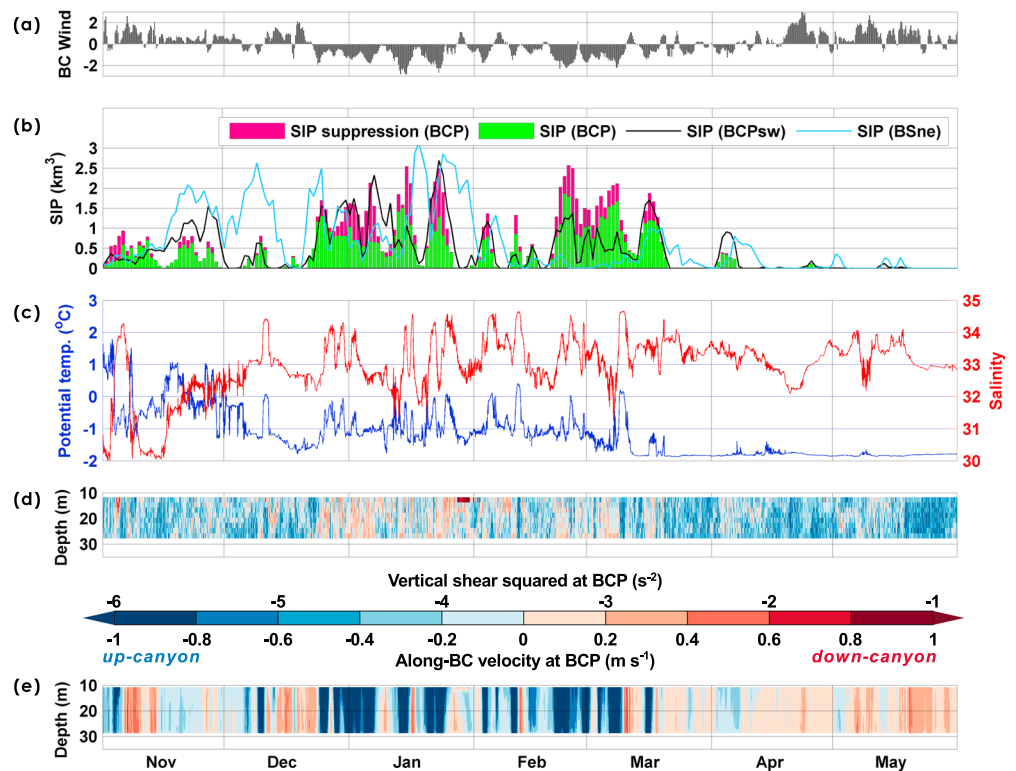 (a)
BC Wind
2
0
-2
(b)
SIP suppression (BCP) SIP (BCP) SIP (BCPsw) SIP (BSne)
SIP (km3)
3
2.5
2
1.5
1
0.5
0
(c)
Potential temp. (oC)
3
2
1
0
-1
-2
35
34
33
32
31
30
Salinity
(d)
Depth (m)
10
20
30
Vertical shear squared at BCP (s-2)
-6 -5 -4 -3 -2 -1
-1 -0.8 -0.6 -0.4 -0.2 0 0.2 0.4 0.6 0.8 1
up-canyon Along-BC velocity at BCP (m s-1) down-canyon
(e)
Depth (m)
10
20
30
Nov Dec Jan Feb Mar Apr May